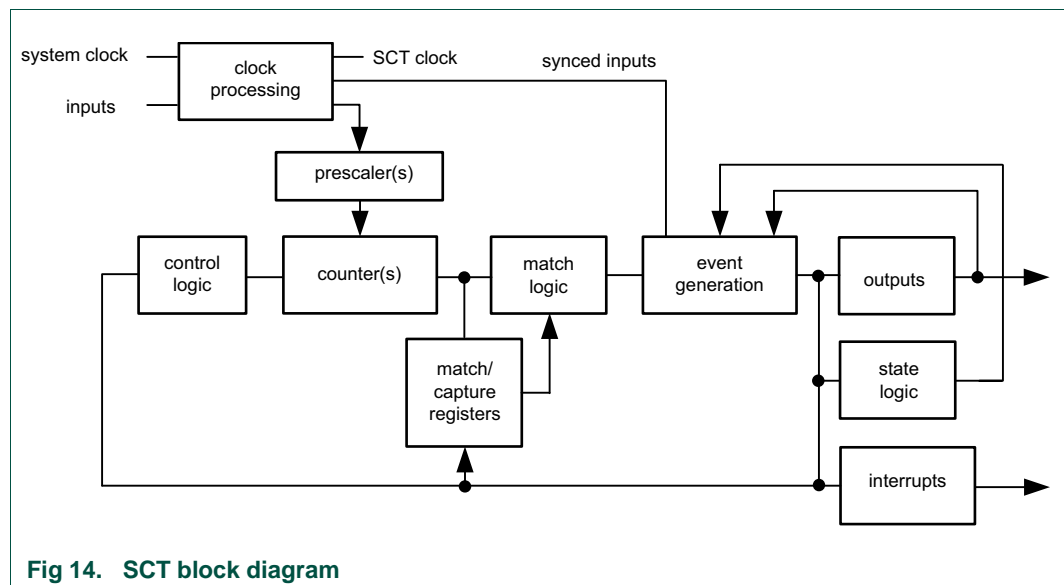 system clock
clock
processing
SCT clock
synced inputs
inputs
prescaler(s)
control
logic
counter(s)
match
logic
event
generation
outputs
match/
capture
registers
state
logic
interrupts
Fig 14. SCT block diagram